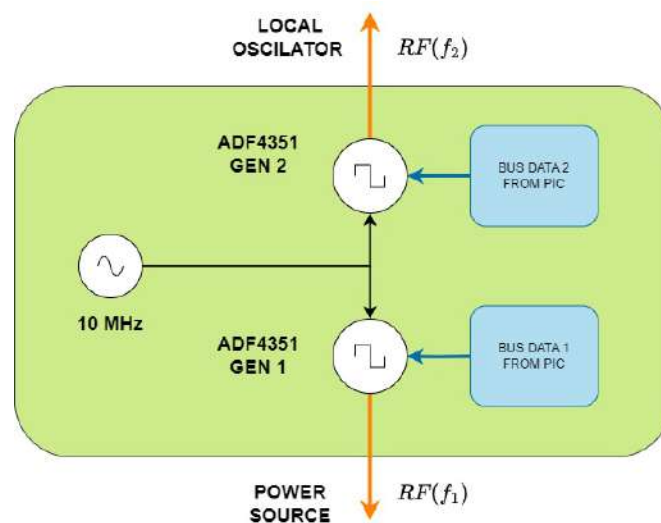 LOCAL
OSCILATOR
RF(f₂)
ADF4351
GEN 2
BUS DATA 2
FROM PIC
10 MHz
ADF4351
GEN 1
BUS DATA 1
FROM PIC
POWER
SOURCE
RF(f₁)